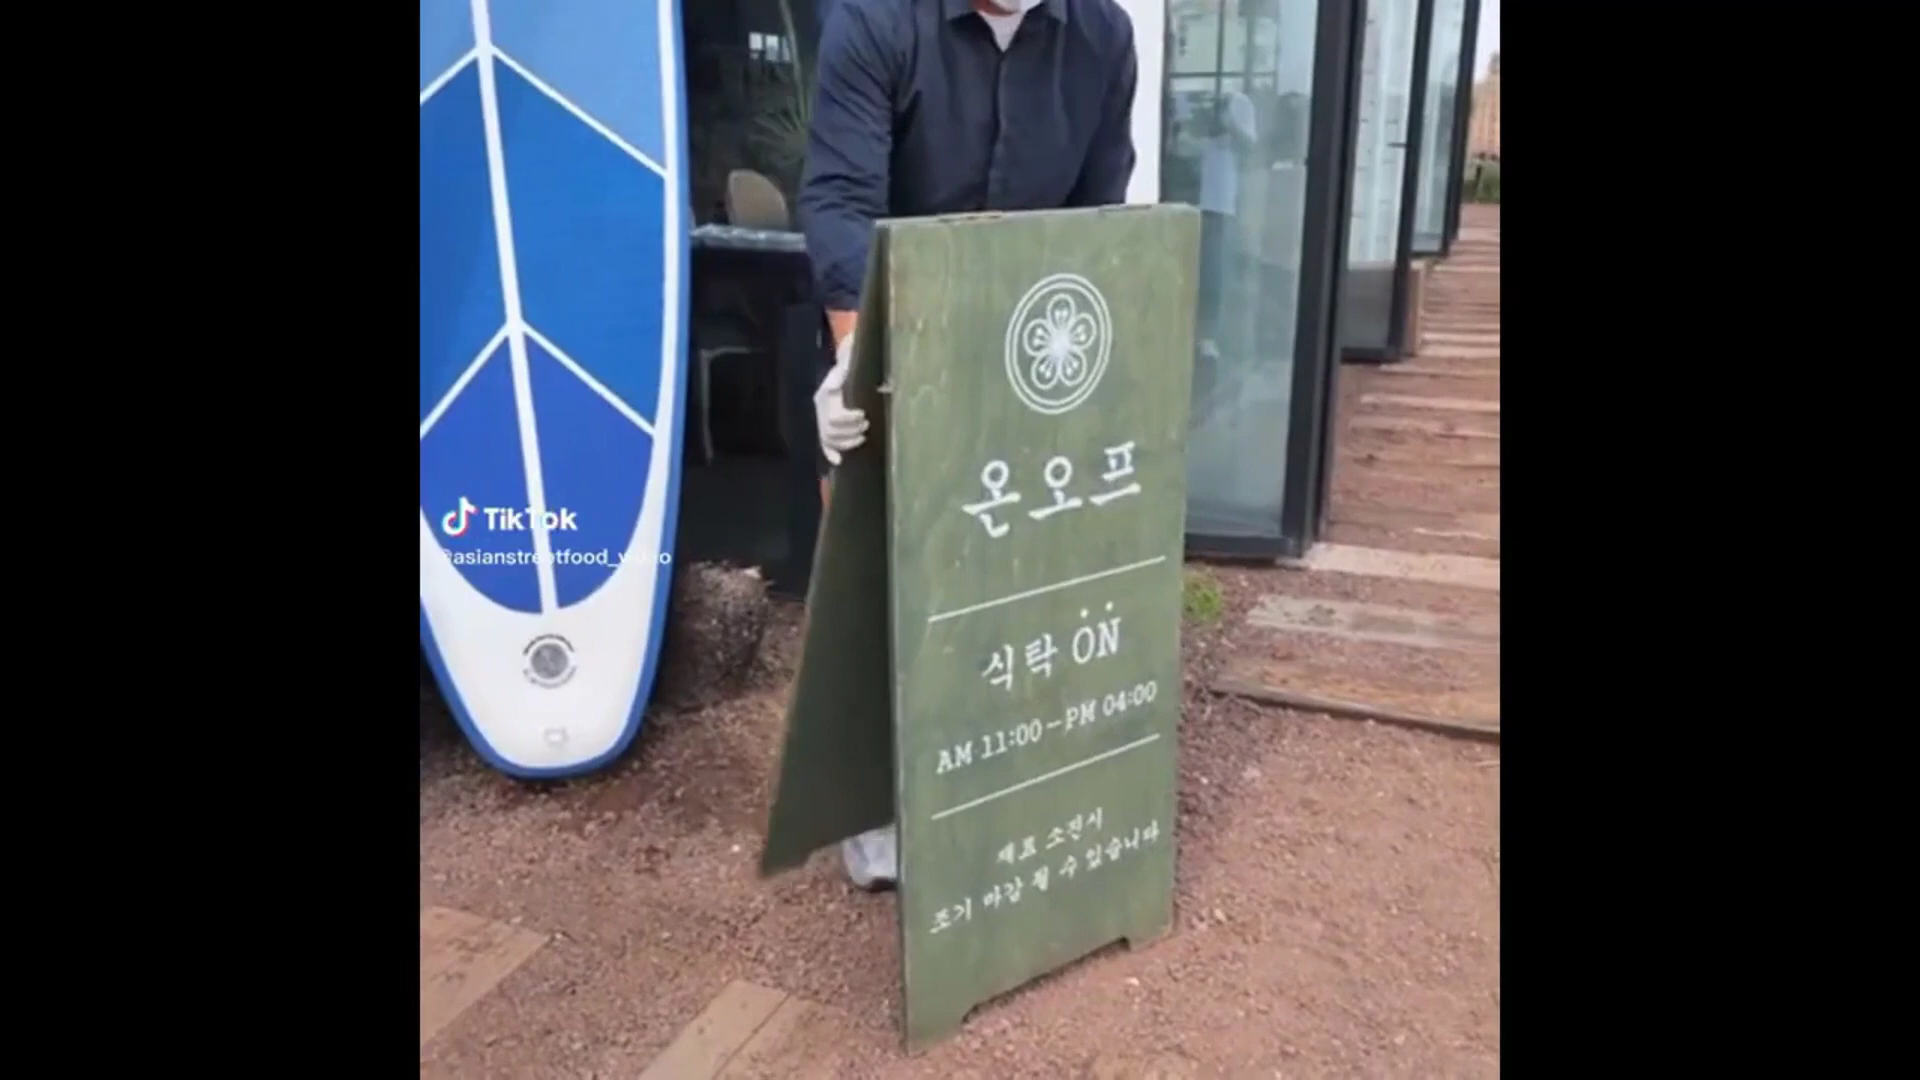 온오프
식탁 ON
AM 11:00 - PM 04:00
재료 소진시
조기 마감 될 수 있습니다
TikTok
@asianstreetfood_video